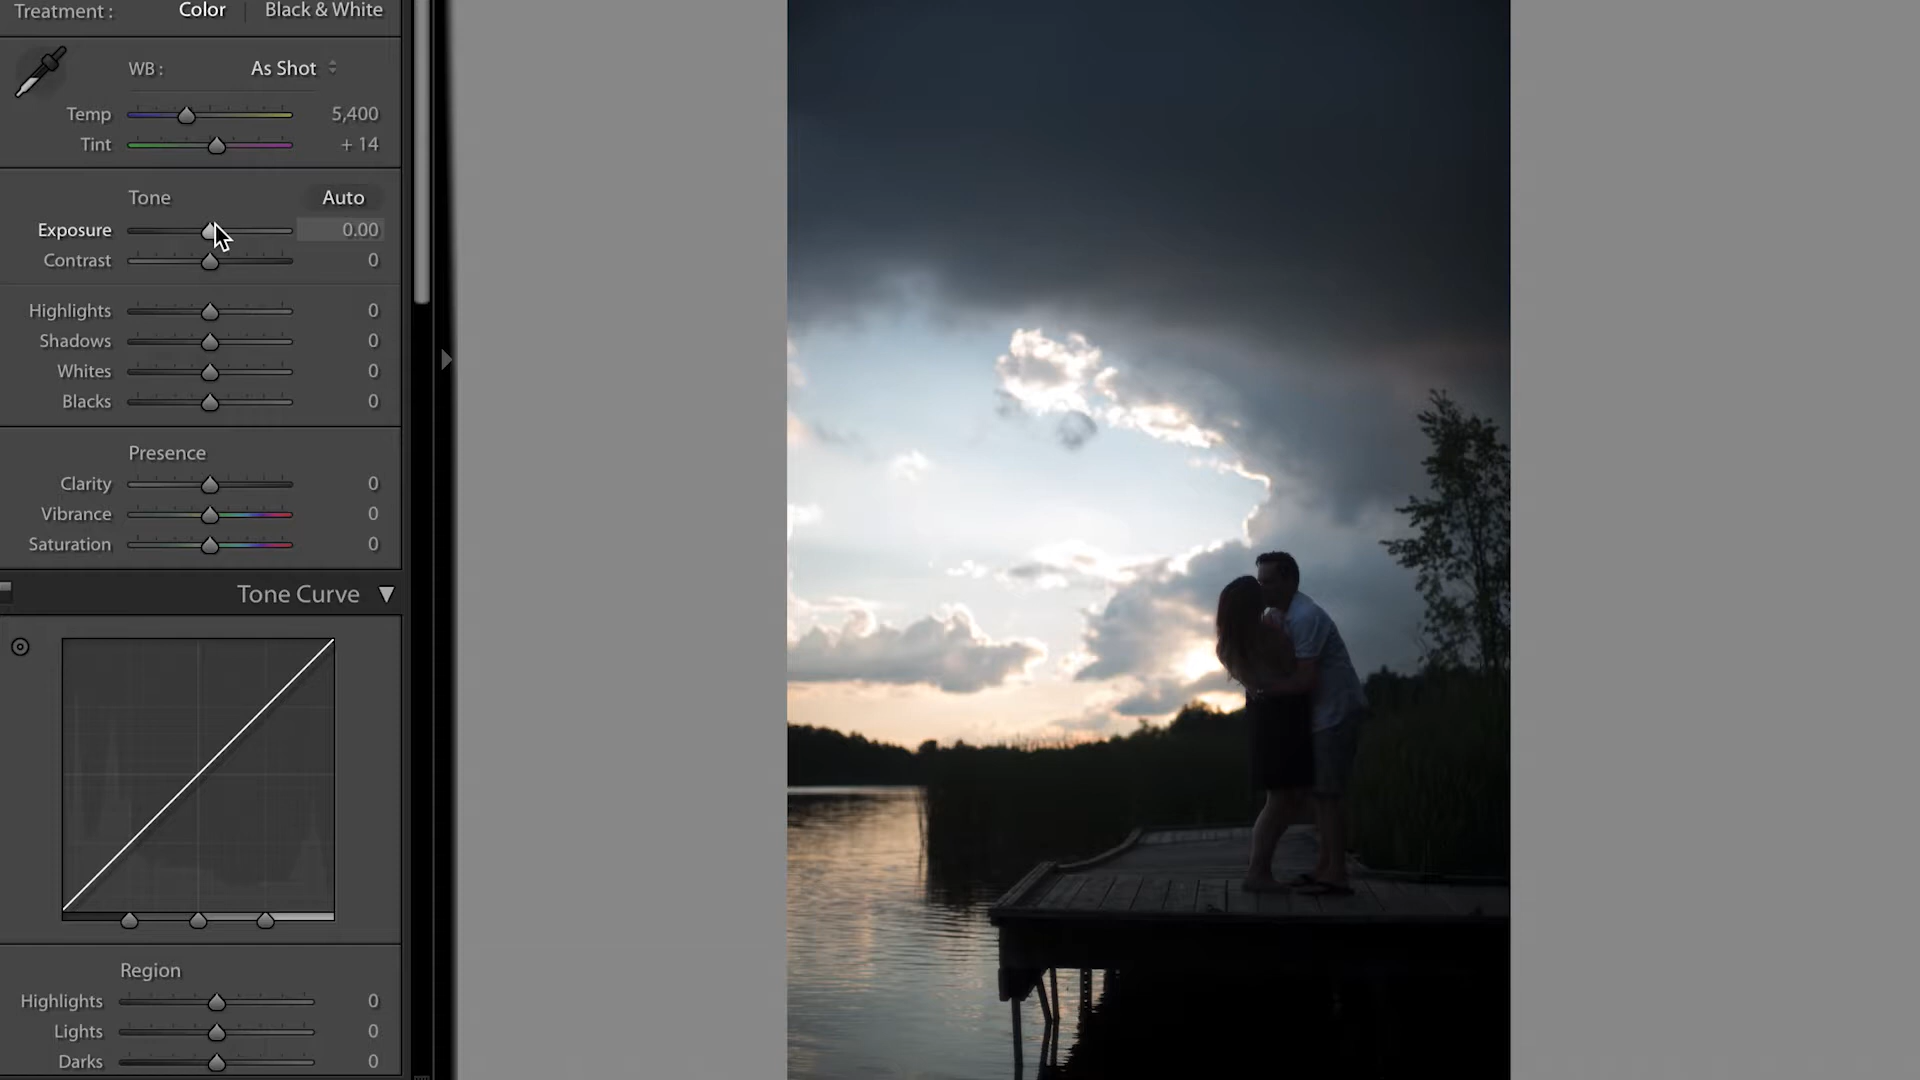 Treatment : Color | Black & White
WB : As Shot
Temp 5,400
Tint + 14
Tone Auto
Exposure 0.00
Contrast 0
Highlights 0
Shadows 0
Whites 0
Blacks 0
Presence
Clarity 0
Vibrance 0
Saturation 0
Tone Curve
Region
Highlights 0
Lights 0
Darks 0